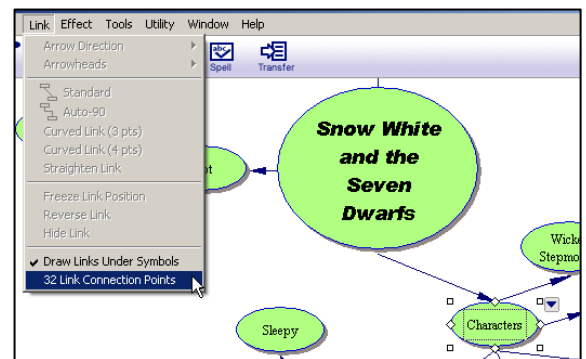 Link Effect Tools Utility Window Help
Arrow Direction
Arrowheads
Standard
Auto-90
Curved Link (3 pts)
Curved Link (4 pts)
Straighten Link
Freeze Link Position
Reverse Link
Hide Link
Draw Links Under Symbols
32 Link Connection Points
abc
Spell Transfer
Snow White
and the
Seven
Dwarfs
Characters
Sleepy